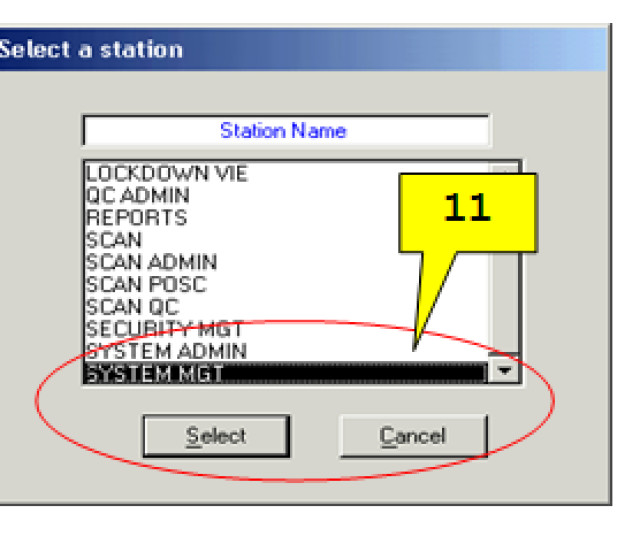 Select a station
Station Name
LOCKDOWN VIE
QC ADMIN
REPORTS
11
SCAN
SCAN ADMIN
SCAN POSC
SCAN QC
SECURITY MGT
SYSTEM ADMIN
SYSTEM MGT
Select
Cancel